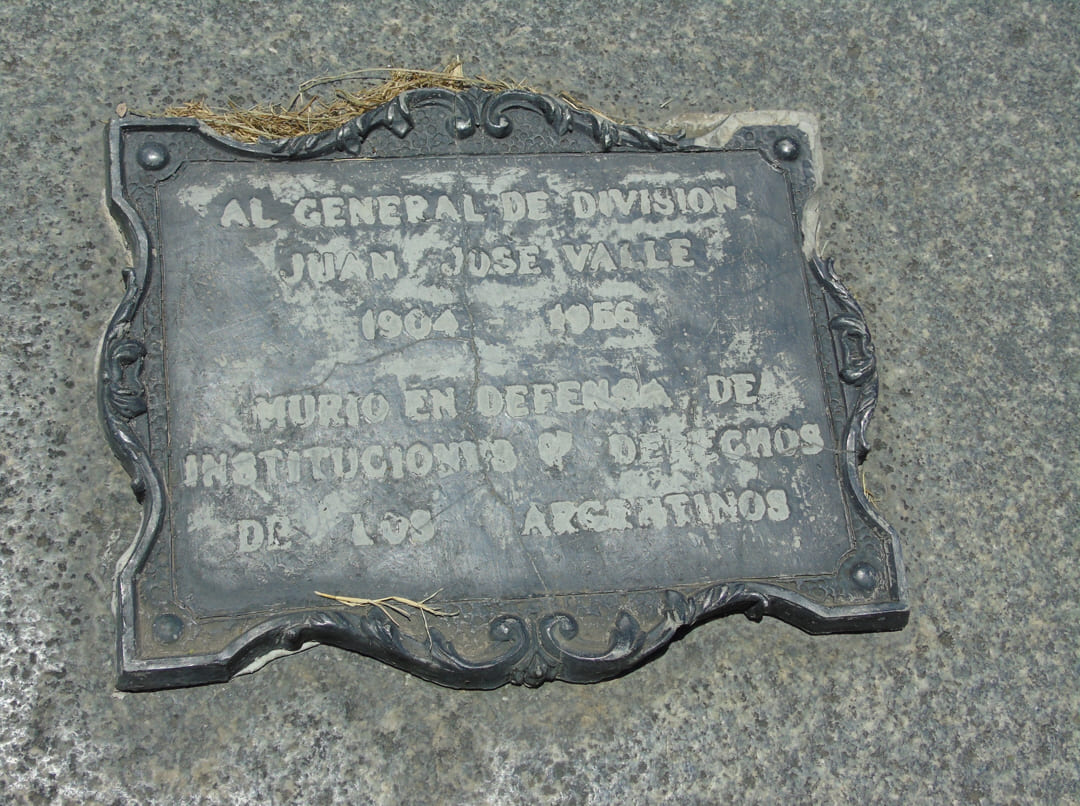 AL GENERAL DE DIVISION
JUAN JOSE VALLE
1904 - 1956
MURIO EN DEFENSA DE
INSTITUCIONES Y DERECHOS
DE LOS ARGENTINOS